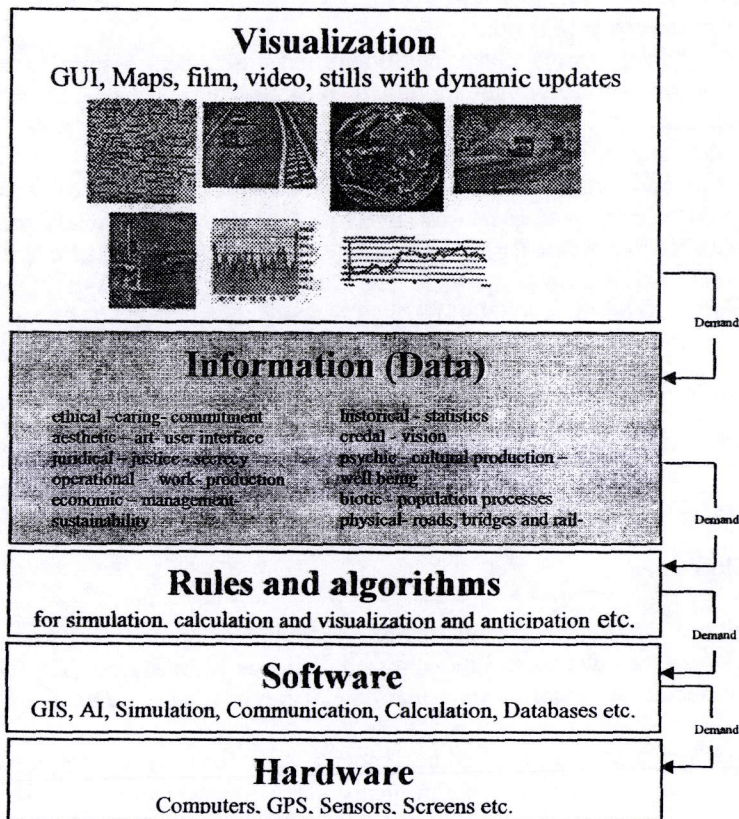 Visualization
GUI, Maps, film, video, stills with dynamic updates
Demand
Information (Data)
ethical -caring- commitment
aesthetic - art- user interface
juridical - justice - secrecy
operational - work- production
economic - management-
sustainability
historical - statistics
credal - vision
psychic - cultural production -
well being
biotic - population processes
physical- roads, bridges and rail-
Demand
Rules and algorithms
for simulation, calculation and visualization and anticipation etc.
Demand
Software
GIS, AI, Simulation, Communication, Calculation, Databases etc.
Demand
Hardware
Computers, GPS, Sensors, Screens etc.